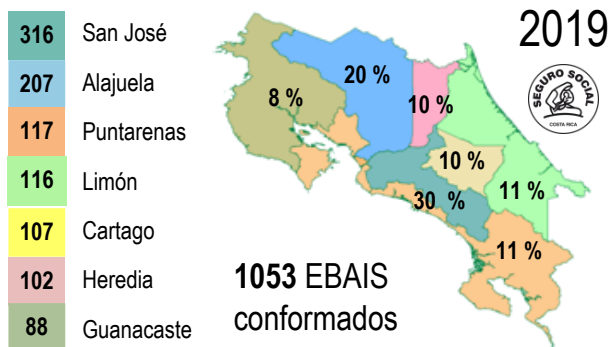 2019
316 San José
207 Alajuela
117 Puntarenas
116 Limón
107 Cartago
102 Heredia
88 Guanacaste
20 %
8 %
10 %
10 %
11 %
30 %
11 %
SEGURO SOCIAL
COSTA RICA
1053 EBAIS
conformados